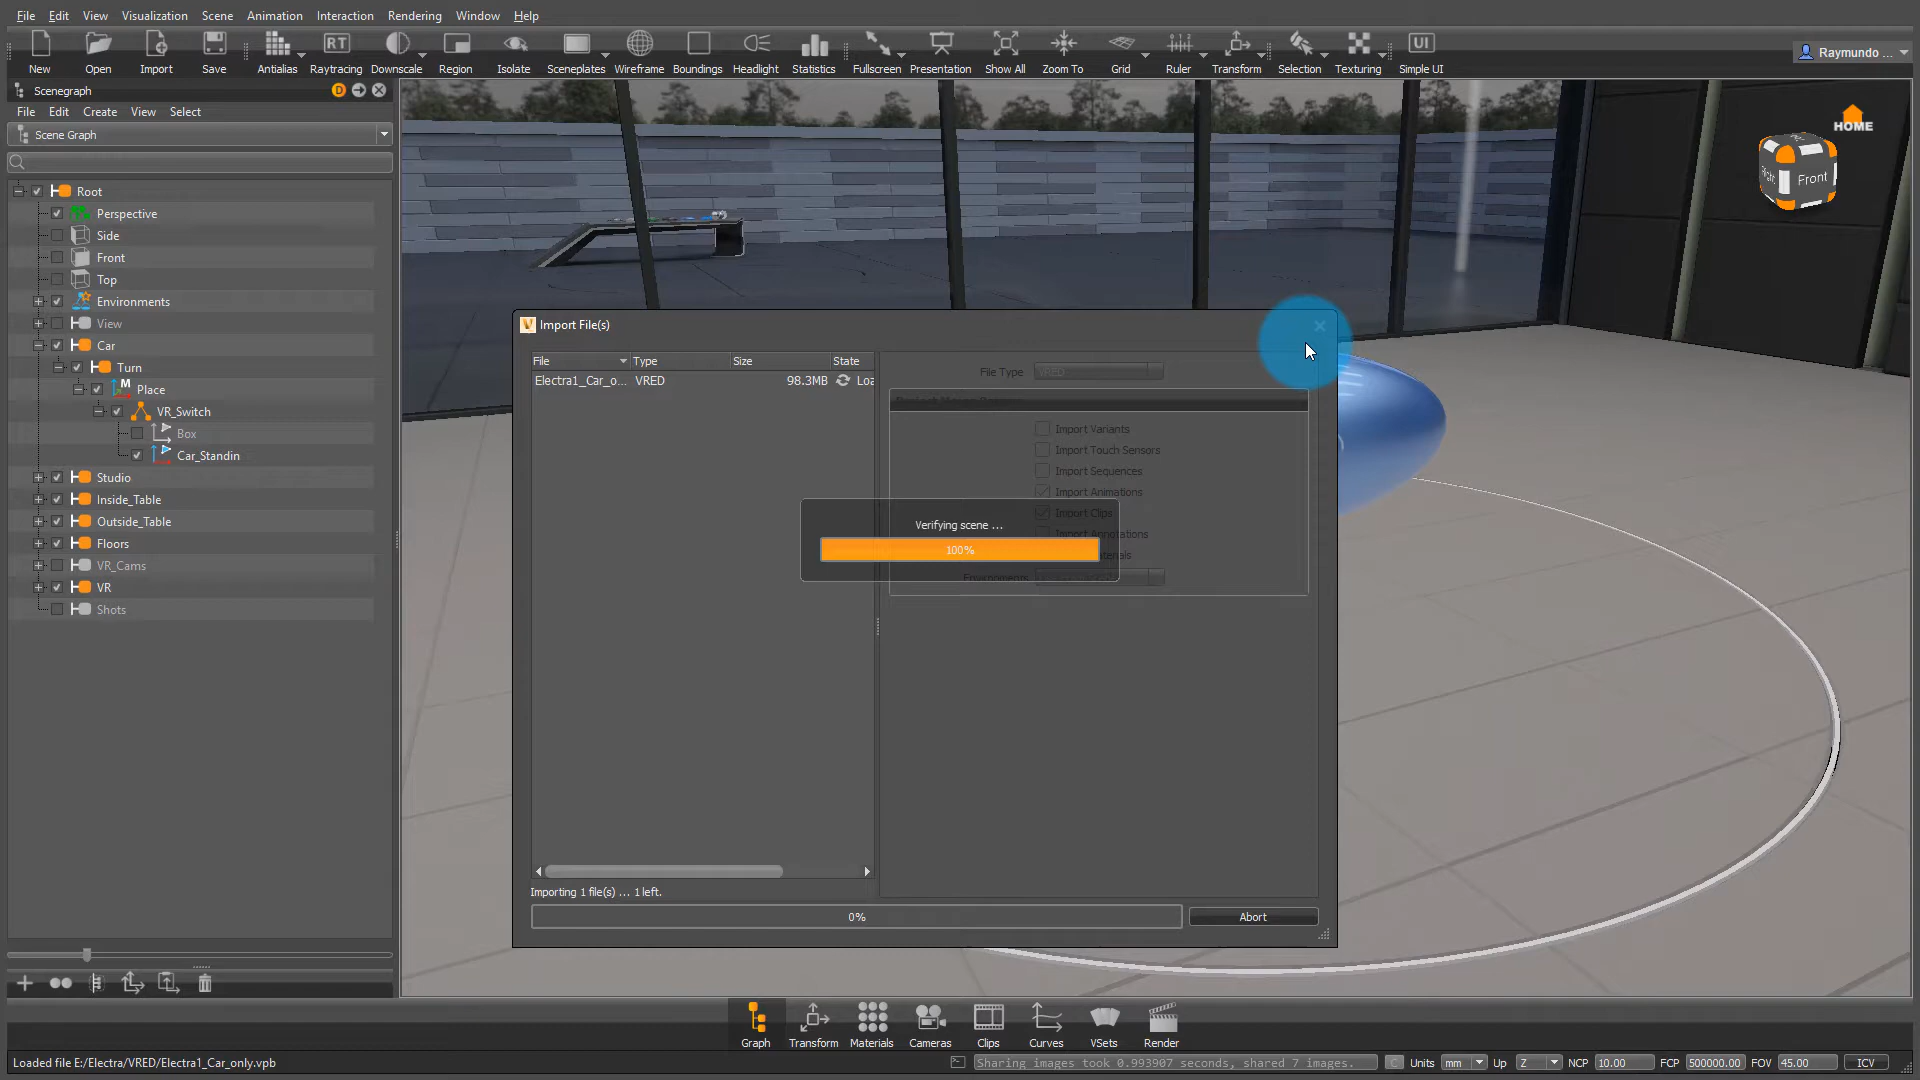 File Edit View Visualization Scene Animation Interaction Rendering Window Help
New Open Import Save Antialias Raytracing Downscale Region Isolate Sceneplates Wireframe Boundings Headlight Statistics Fullscreen Presentation Show All Zoom To Grid Ruler Transform Selection Texturing Simple UI
RT
UI
Raymundo ...
Scenegraph
D
File Edit Create View Select
Scene Graph
Root
Perspective
Side
Front
Top
Environments
View
Car
Turn
M
Place
VR_Switch
Box
Car_Standin
Studio
Inside_Table
Outside_Table
Floors
VR_Cams
VR
Shots
HOME
Right Front
Import File(s)
File Type Size State
Electra1_Car_o... VRED 98.3MB Loa
File Type VRED
Import Variants
Import Touch Sensors
Import Sequences
Import Animations
Import Clips
Verifying scene ...
100%
Environments
Importing 1 file(s) ... 1 left.
0%
Abort
Graph Transform Materials Cameras Clips Curves VSets Render
Loaded file E:/Electra/VRED/Electra1_Car_only.vpb
Sharing images took 0.993907 seconds, shared 7 images.
C Units mm Up Z NCP 10.00 FCP 500000.00 FOV 45.00 ICV